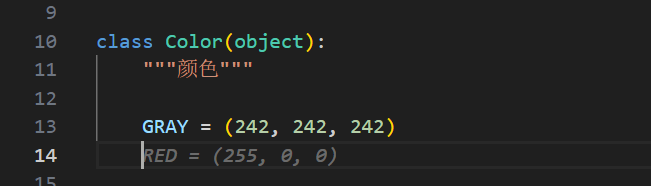 9
10 class Color(object):
11 """颜色"""
12
13 GRAY = (242, 242, 242)
14 RED = (255, 0, 0)
15